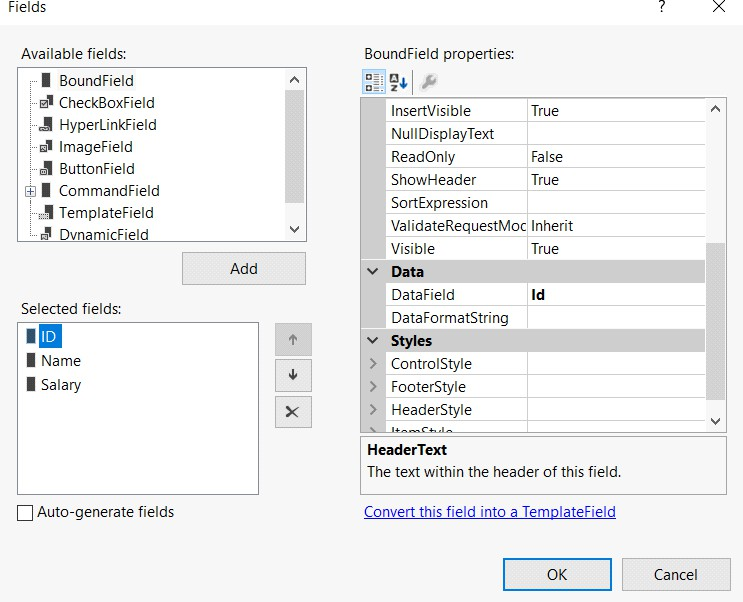 Fields ?
Available fields:
BoundField
CheckBoxField
HyperLinkField
ImageField
ButtonField
CommandField
TemplateField
DynamicField
Add
Selected fields:
ID
Name
Salary
Auto-generate fields
BoundField properties:
InsertVisible True
NullDisplayText
ReadOnly False
ShowHeader True
SortExpression
ValidateRequestMoc Inherit
Visible True
Data
DataField Id
DataFormatString
Styles
ControlStyle
FooterStyle
HeaderStyle
ItemStyle
HeaderText
The text within the header of this field.
Convert this field into a TemplateField
OK Cancel